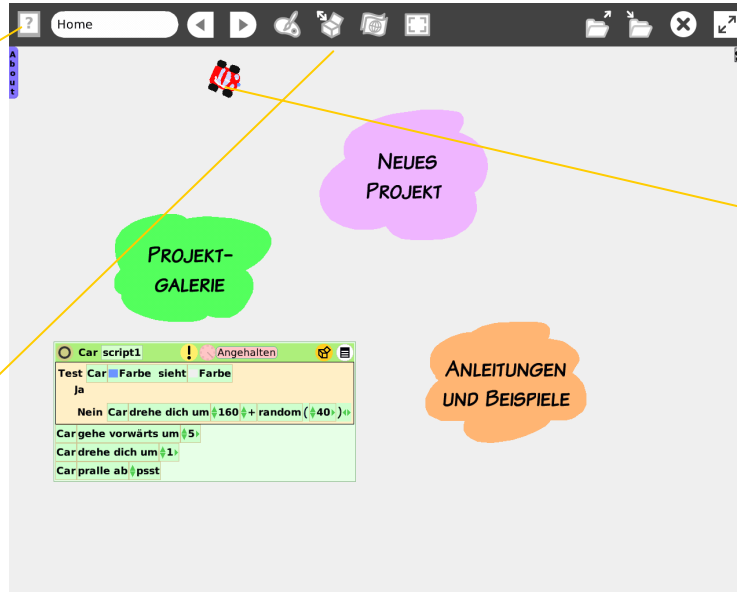 ?
Home
About
NEUES
PROJEKT
PROJEKT-
GALERIE
ANLEITUNGEN
UND BEISPIELE
Car script1 ! Angehalten
Test Car Farbe sieht Farbe
Ja
Nein Car drehe dich um 160 + random ( 40 )
Car gehe vorwärts um 5
Car drehe dich um 1
Car pralle ab psst